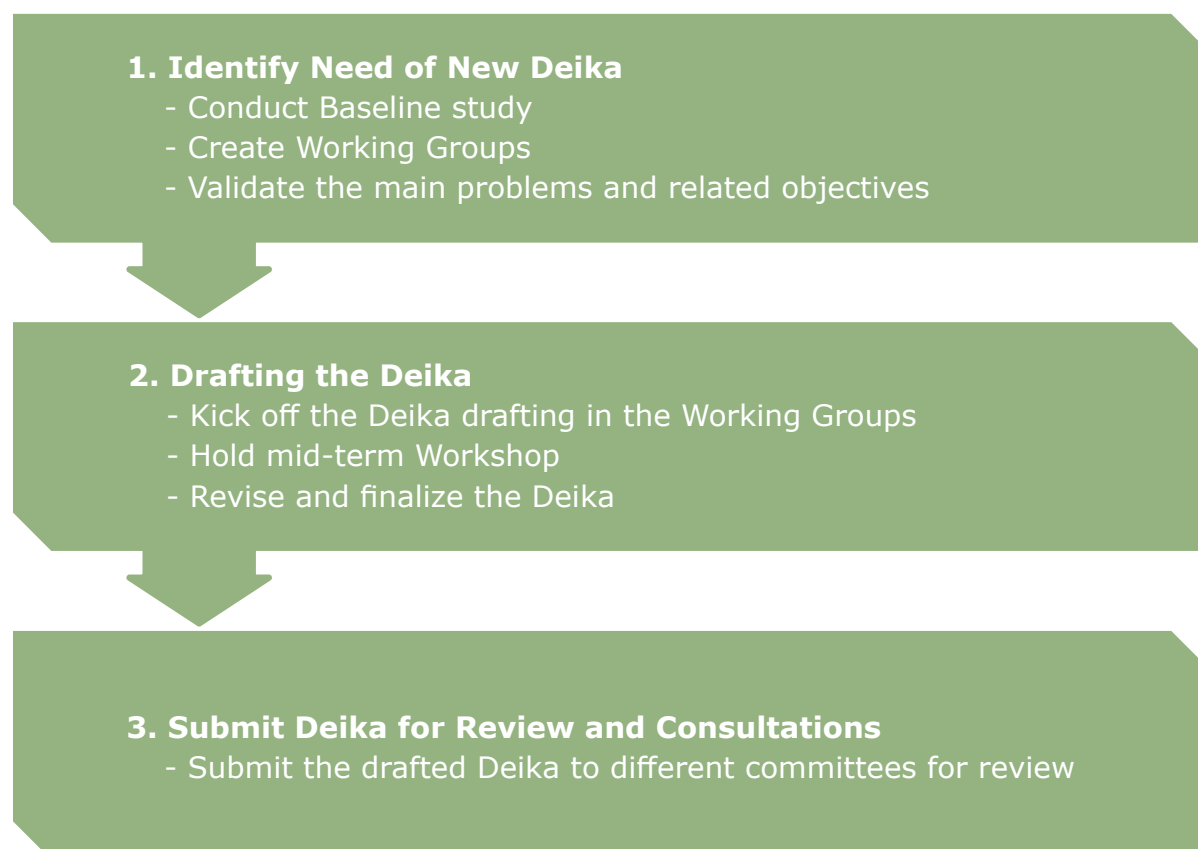 1. Identify Need of New Deika
- Conduct Baseline study
- Create Working Groups
- Validate the main problems and related objectives
2. Drafting the Deika
- Kick off the Deika drafting in the Working Groups
- Hold mid-term Workshop
- Revise and finalize the Deika
3. Submit Deika for Review and Consultations
- Submit the drafted Deika to different committees for review